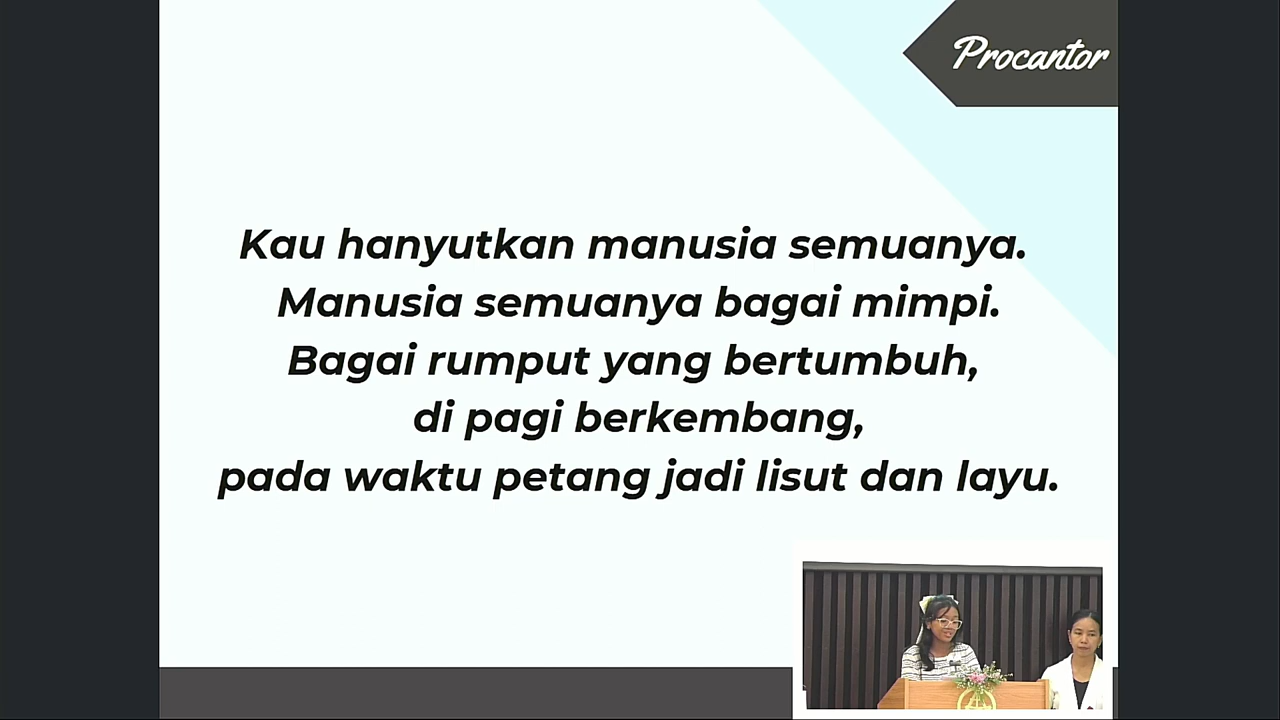 Procantor
Kau hanyutkan manusia semuanya.
Manusia semuanya bagai mimpi.
Bagai rumput yang bertumbuh,
di pagi berkembang,
pada waktu petang jadi lisut dan layu.